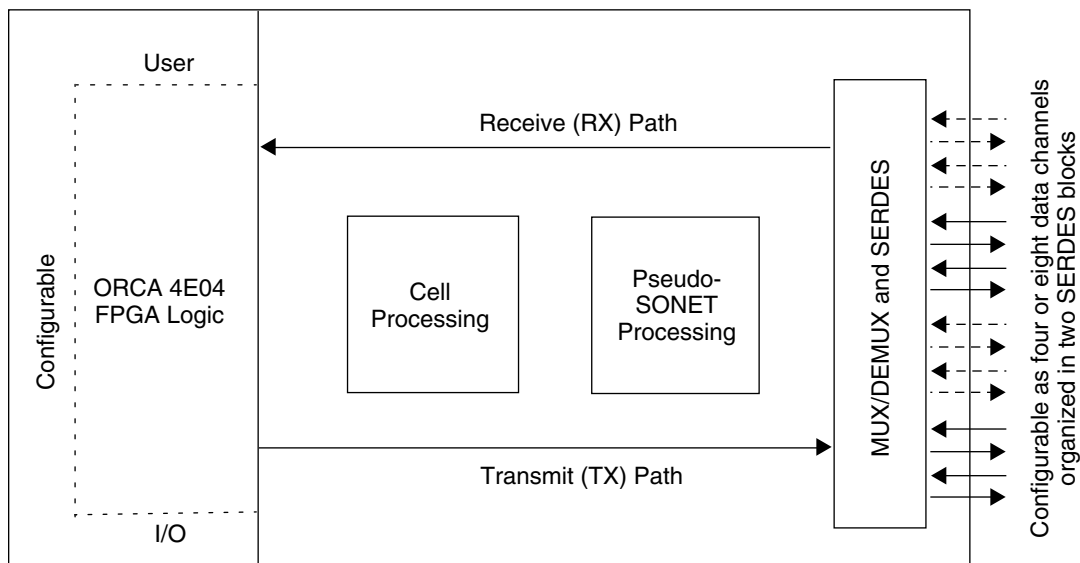 User
Receive (RX) Path
Configurable
ORCA 4E04
FPGA Logic
Cell
Processing
Pseudo-
SONET
Processing
MUX/DEMUX and SERDES
Configurable as four or eight data channels
organized in two SERDES blocks
Transmit (TX) Path
I/O